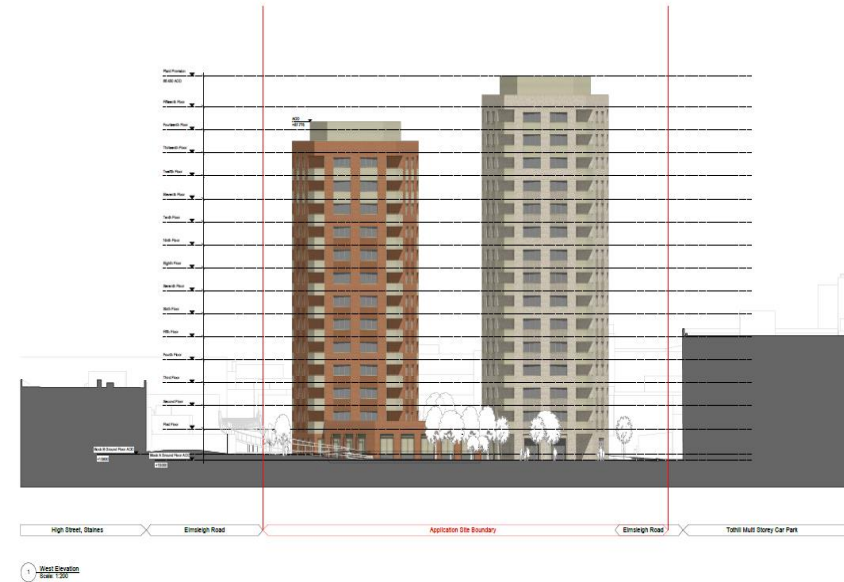 Fifteenth Floor
Fourteenth Floor
Thirteenth Floor
Twelfth Floor
Eleventh Floor
Tenth Floor
Ninth Floor
Eighth Floor
Seventh Floor
Sixth Floor
Fifth Floor
Fourth Floor
Third Floor
Second Floor
First Floor
High Street, Staines
Elmsleigh Road
Application Site Boundary
Elmsleigh Road
Tothill Multi Storey Car Park
1
West Elevation
Scale: 1:200